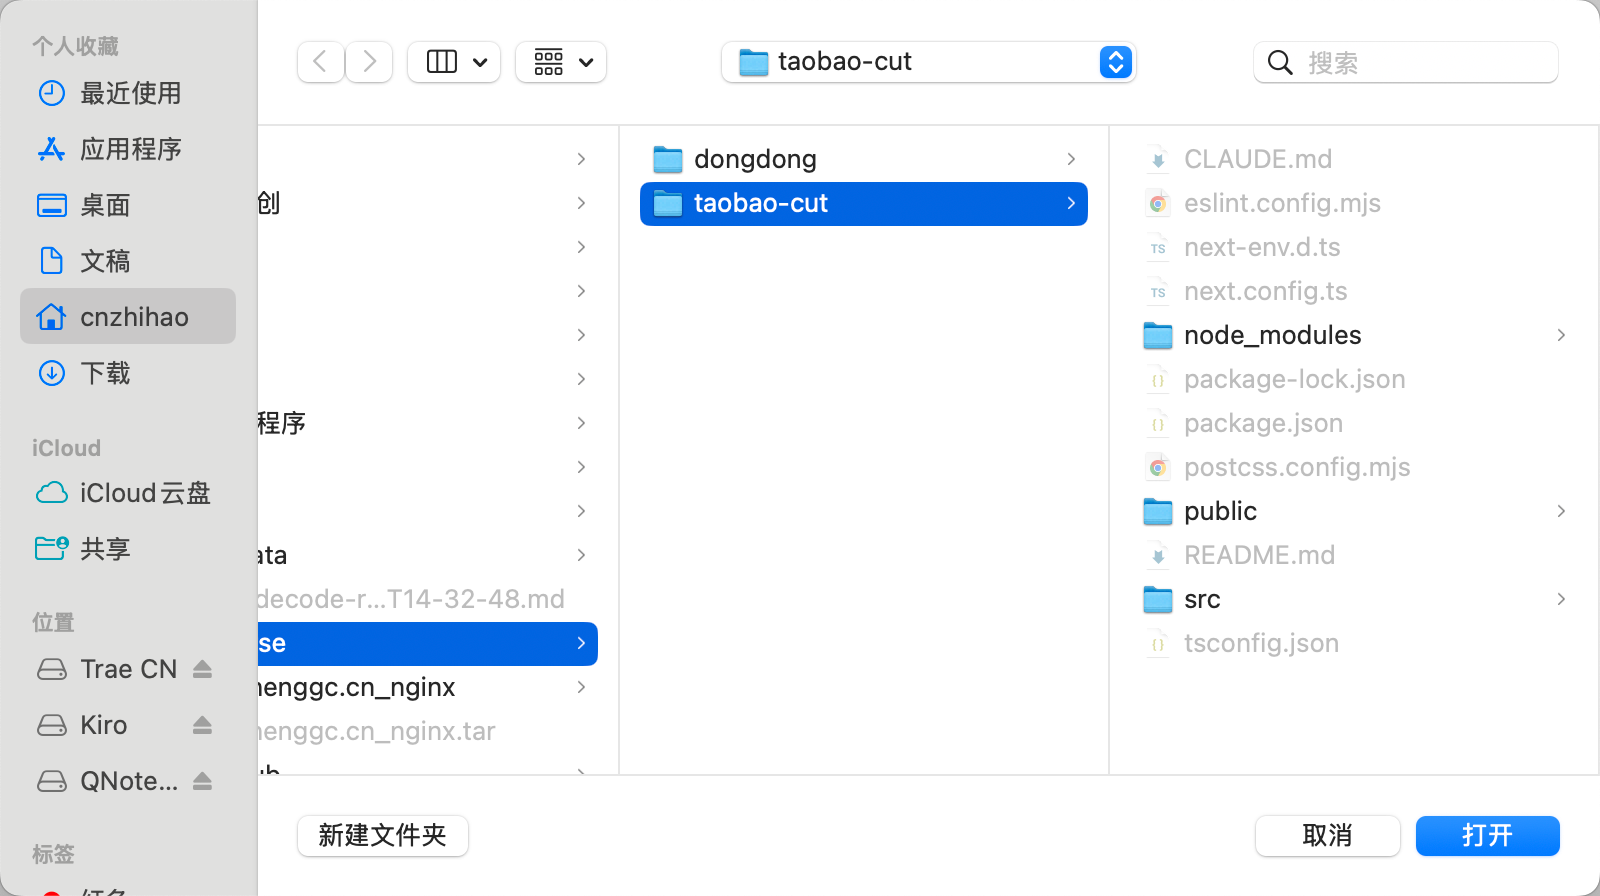 个人收藏
最近使用
应用程序
桌面
文稿
cnzhihao
下载
iCloud
iCloud云盘
共享
位置
Trae CN
Kiro
QNote...
标签
红色
taobao-cut
搜索
创
程序
ata
decode-r...T14-32-48.md
se
henggc.cn_nginx
henggc.cn_nginx.tar
dongdong
taobao-cut
CLAUDE.md
eslint.config.mjs
next-env.d.ts
next.config.ts
node_modules
package-lock.json
package.json
postcss.config.mjs
public
README.md
src
tsconfig.json
新建文件夹
取消
打开